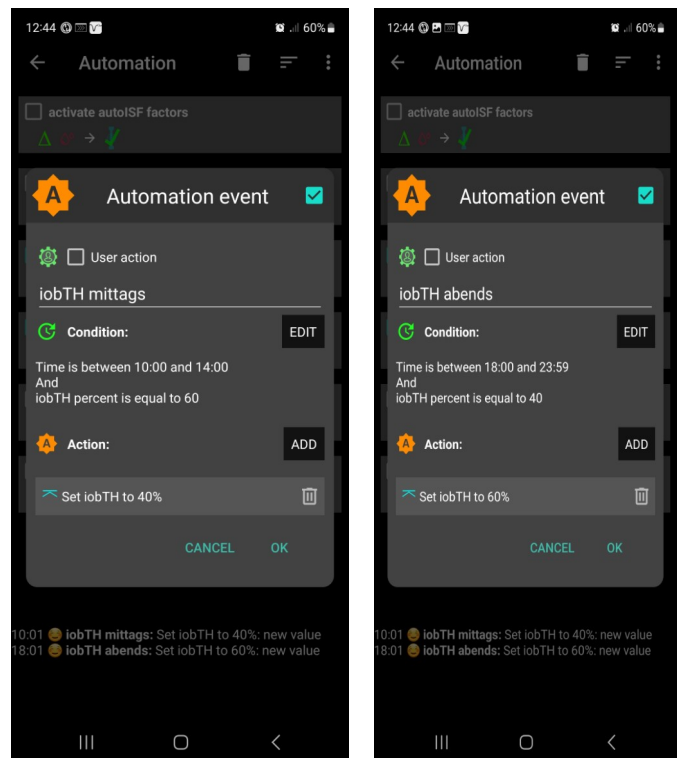 12:44
60%
Automation
activate autoISF factors
Automation event
User action
iobTH mittags
Condition:
EDIT
Time is between 10:00 and 14:00
And
iobTH percent is equal to 60
Action:
ADD
Set iobTH to 40%
CANCEL
OK
10:01 😂 iobTH mittags: Set iobTH to 40%: new value
18:01 😂 iobTH abends: Set iobTH to 60%: new value
12:44
60%
Automation
activate autoISF factors
Automation event
User action
iobTH abends
Condition:
EDIT
Time is between 18:00 and 23:59
And
iobTH percent is equal to 40
Action:
ADD
Set iobTH to 60%
CANCEL
OK
10:01 😂 iobTH mittags: Set iobTH to 40%: new value
18:01 😂 iobTH abends: Set iobTH to 60%: new value